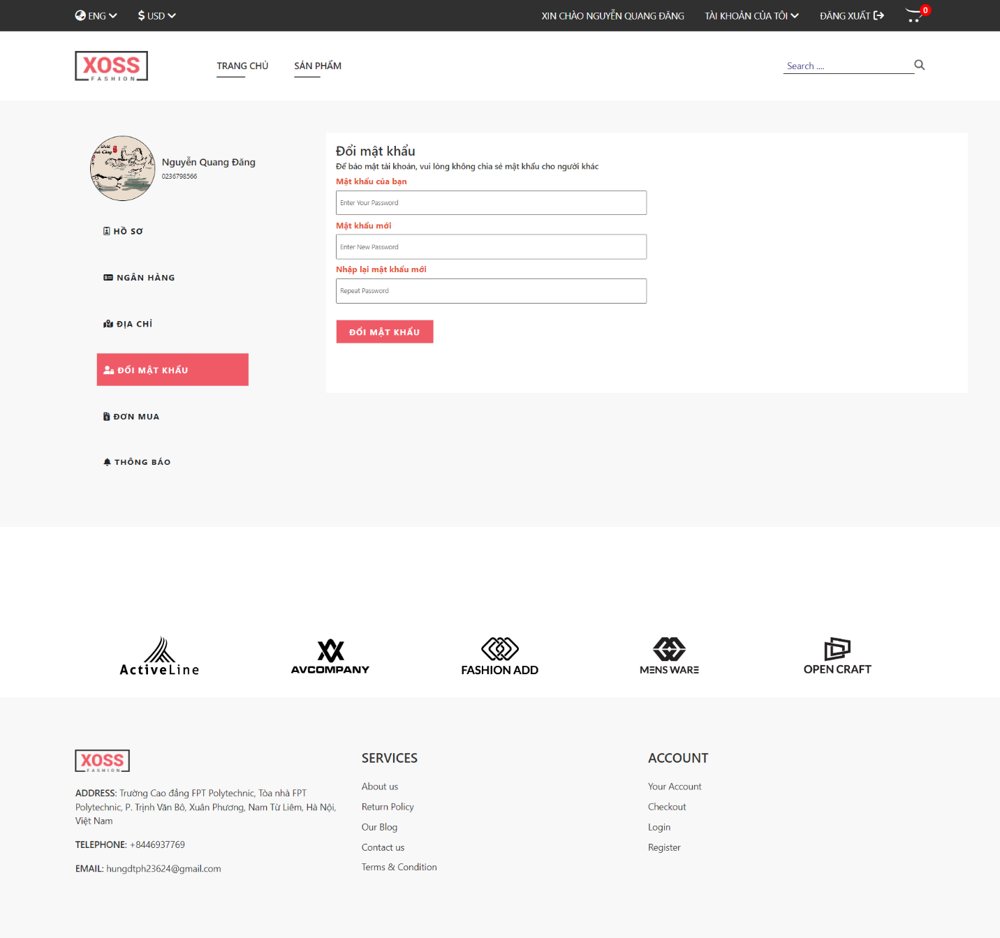 ENG
USD
XIN CHÀO NGUYỄN QUANG ĐĂNG
TÀI KHOẢN CỦA TÔI
ĐĂNG XUẤT
0
XOSS
FASHION
TRANG CHỦ
SẢN PHẨM
Search ....
Nguyễn Quang Đăng
0236798566
HỒ SƠ
NGÂN HÀNG
ĐỊA CHỈ
ĐỔI MẬT KHẨU
ĐƠN MUA
THÔNG BÁO
Đổi mật khẩu
Để bảo mật tài khoản, vui lòng không chia sẻ mật khẩu cho người khác
Mật khẩu của bạn
Enter Your Password
Mật khẩu mới
Enter New Password
Nhập lại mật khẩu mới
Repeat Password
ĐỔI MẬT KHẨU
ActiveLine
AVCOMPANY
FASHION ADD
MENS WARE
OPEN CRAFT
XOSS
FASHION
ADDRESS: Trường Cao đẳng FPT Polytechnic, Tòa nhà FPT
Polytechnic, P. Trịnh Văn Bô, Xuân Phương, Nam Từ Liêm, Hà Nội,
Việt Nam
TELEPHONE: +8446937769
EMAIL: hungdtph23624@gmail.com
SERVICES
About us
Return Policy
Our Blog
Contact us
Terms & Condition
ACCOUNT
Your Account
Checkout
Login
Register